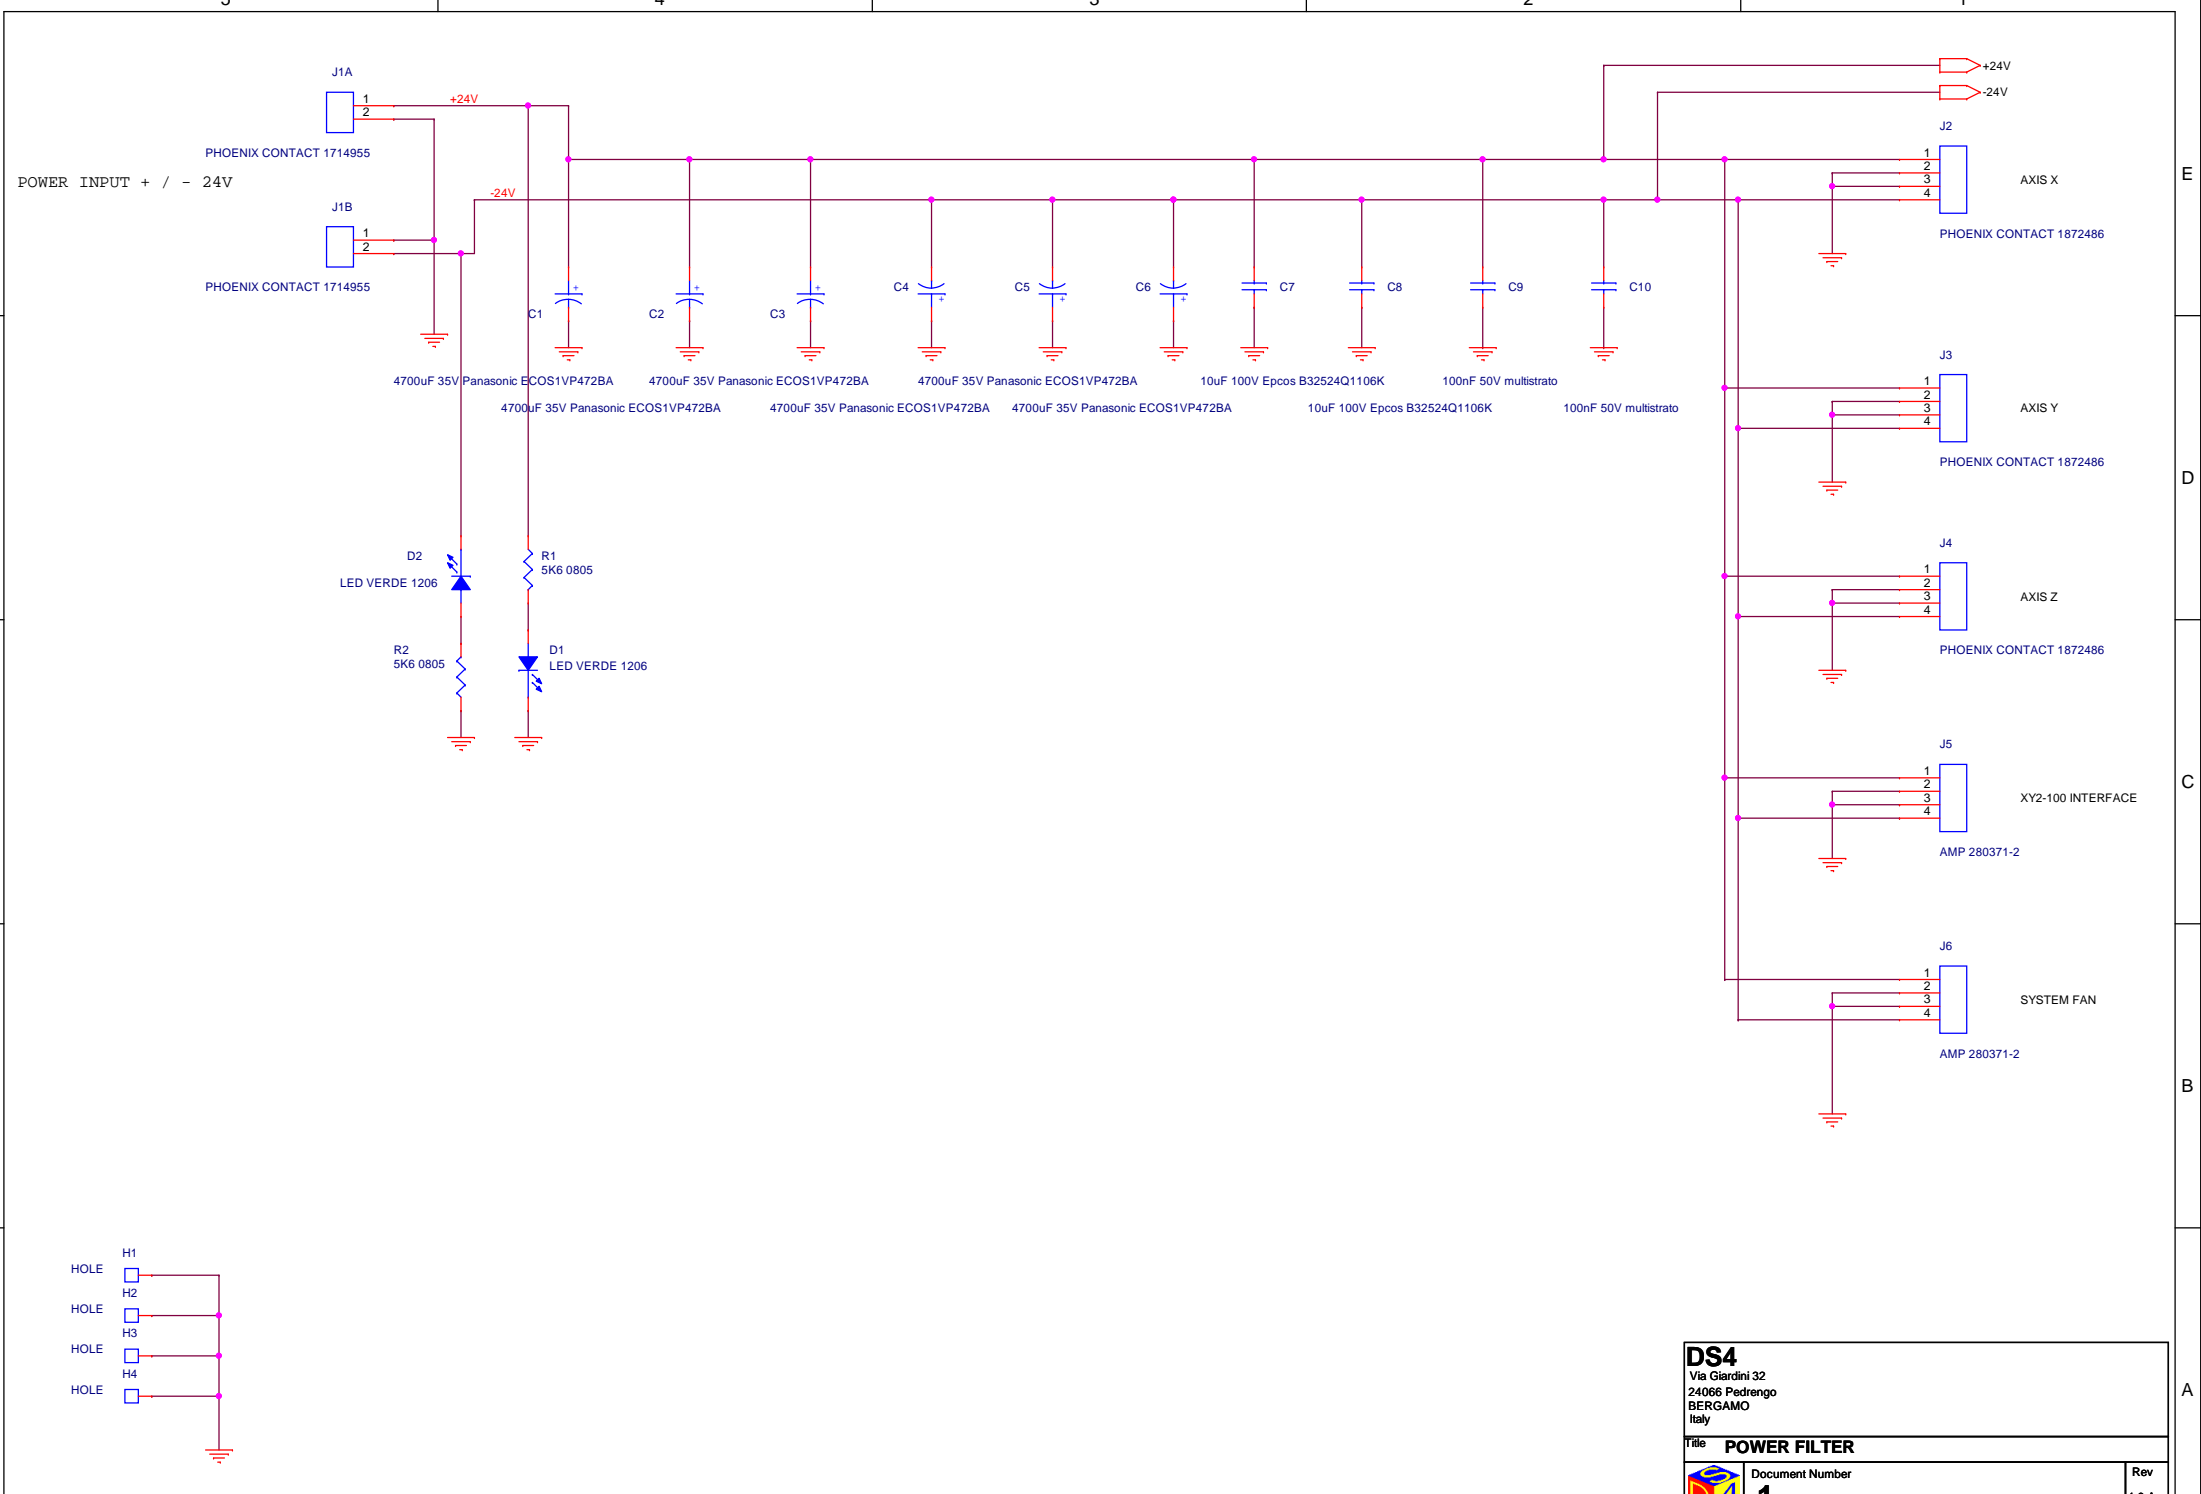 J1A
1
2
+24V
PHOENIX CONTACT 1714955
POWER INPUT + / - 24V
-24V
J1B
1
2
PHOENIX CONTACT 1714955
+24V
-24V
J2
1
2
3
4
AXIS X
PHOENIX CONTACT 1872486
E
C1
C2
C3
C4
C5
C6
C7
C8
C9
C10
4700uF 35V Panasonic ECOS1VP472BA
4700uF 35V Panasonic ECOS1VP472BA
4700uF 35V Panasonic ECOS1VP472BA
10uF 100V Epcos B32524Q1106K
100nF 50V multistrato
4700uF 35V Panasonic ECOS1VP472BA
4700uF 35V Panasonic ECOS1VP472BA
4700uF 35V Panasonic ECOS1VP472BA
10uF 100V Epcos B32524Q1106K
100nF 50V multistrato
J3
1
2
3
4
AXIS Y
PHOENIX CONTACT 1872486
D
D2
LED VERDE 1206
R1
5K6 0805
R2
5K6 0805
D1
LED VERDE 1206
J4
1
2
3
4
AXIS Z
PHOENIX CONTACT 1872486
J5
1
2
3
4
XY2-100 INTERFACE
AMP 280371-2
C
J6
1
2
3
4
SYSTEM FAN
AMP 280371-2
B
H1
HOLE
H2
HOLE
H3
HOLE
H4
HOLE
A
DS4
Via Giardini 32
24066 Pedrengo
BERGAMO
Italy
Title POWER FILTER
Document Number
Rev